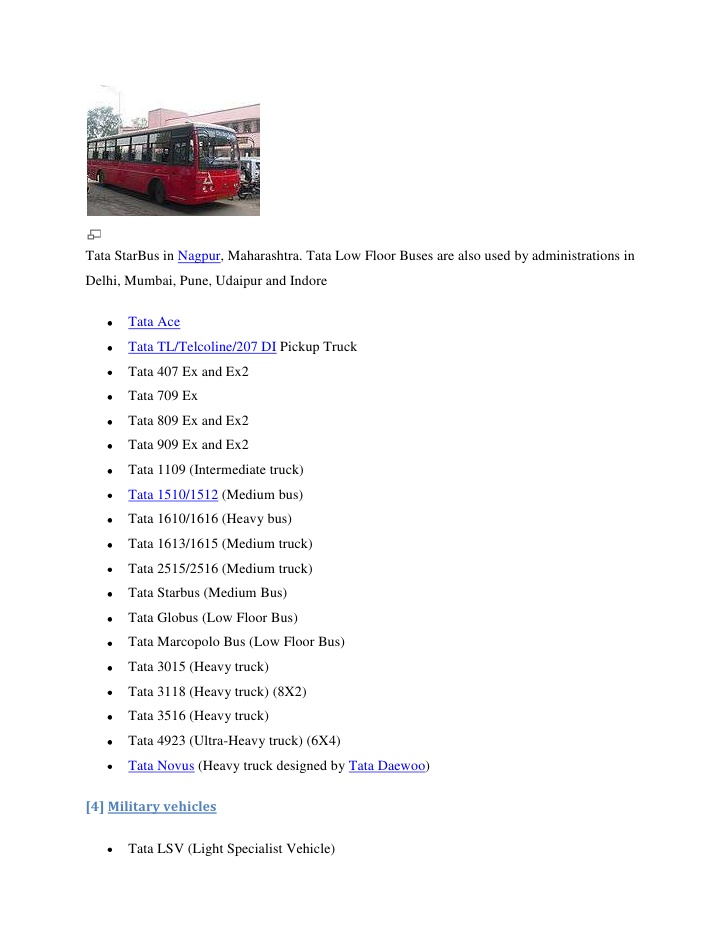 Tata StarBus in Nagpur, Maharashtra. Tata Low Floor Buses are also used by administrations in
Delhi, Mumbai, Pune, Udaipur and Indore
• Tata Ace
• Tata TL/Telcoline/207 DI Pickup Truck
• Tata 407 Ex and Ex2
• Tata 709 Ex
• Tata 809 Ex and Ex2
• Tata 909 Ex and Ex2
• Tata 1109 (Intermediate truck)
• Tata 1510/1512 (Medium bus)
• Tata 1610/1616 (Heavy bus)
• Tata 1613/1615 (Medium truck)
• Tata 2515/2516 (Medium truck)
• Tata Starbus (Medium Bus)
• Tata Globus (Low Floor Bus)
• Tata Marcopolo Bus (Low Floor Bus)
• Tata 3015 (Heavy truck)
• Tata 3118 (Heavy truck) (8X2)
• Tata 3516 (Heavy truck)
• Tata 4923 (Ultra-Heavy truck) (6X4)
• Tata Novus (Heavy truck designed by Tata Daewoo)
[4] Military vehicles
• Tata LSV (Light Specialist Vehicle)